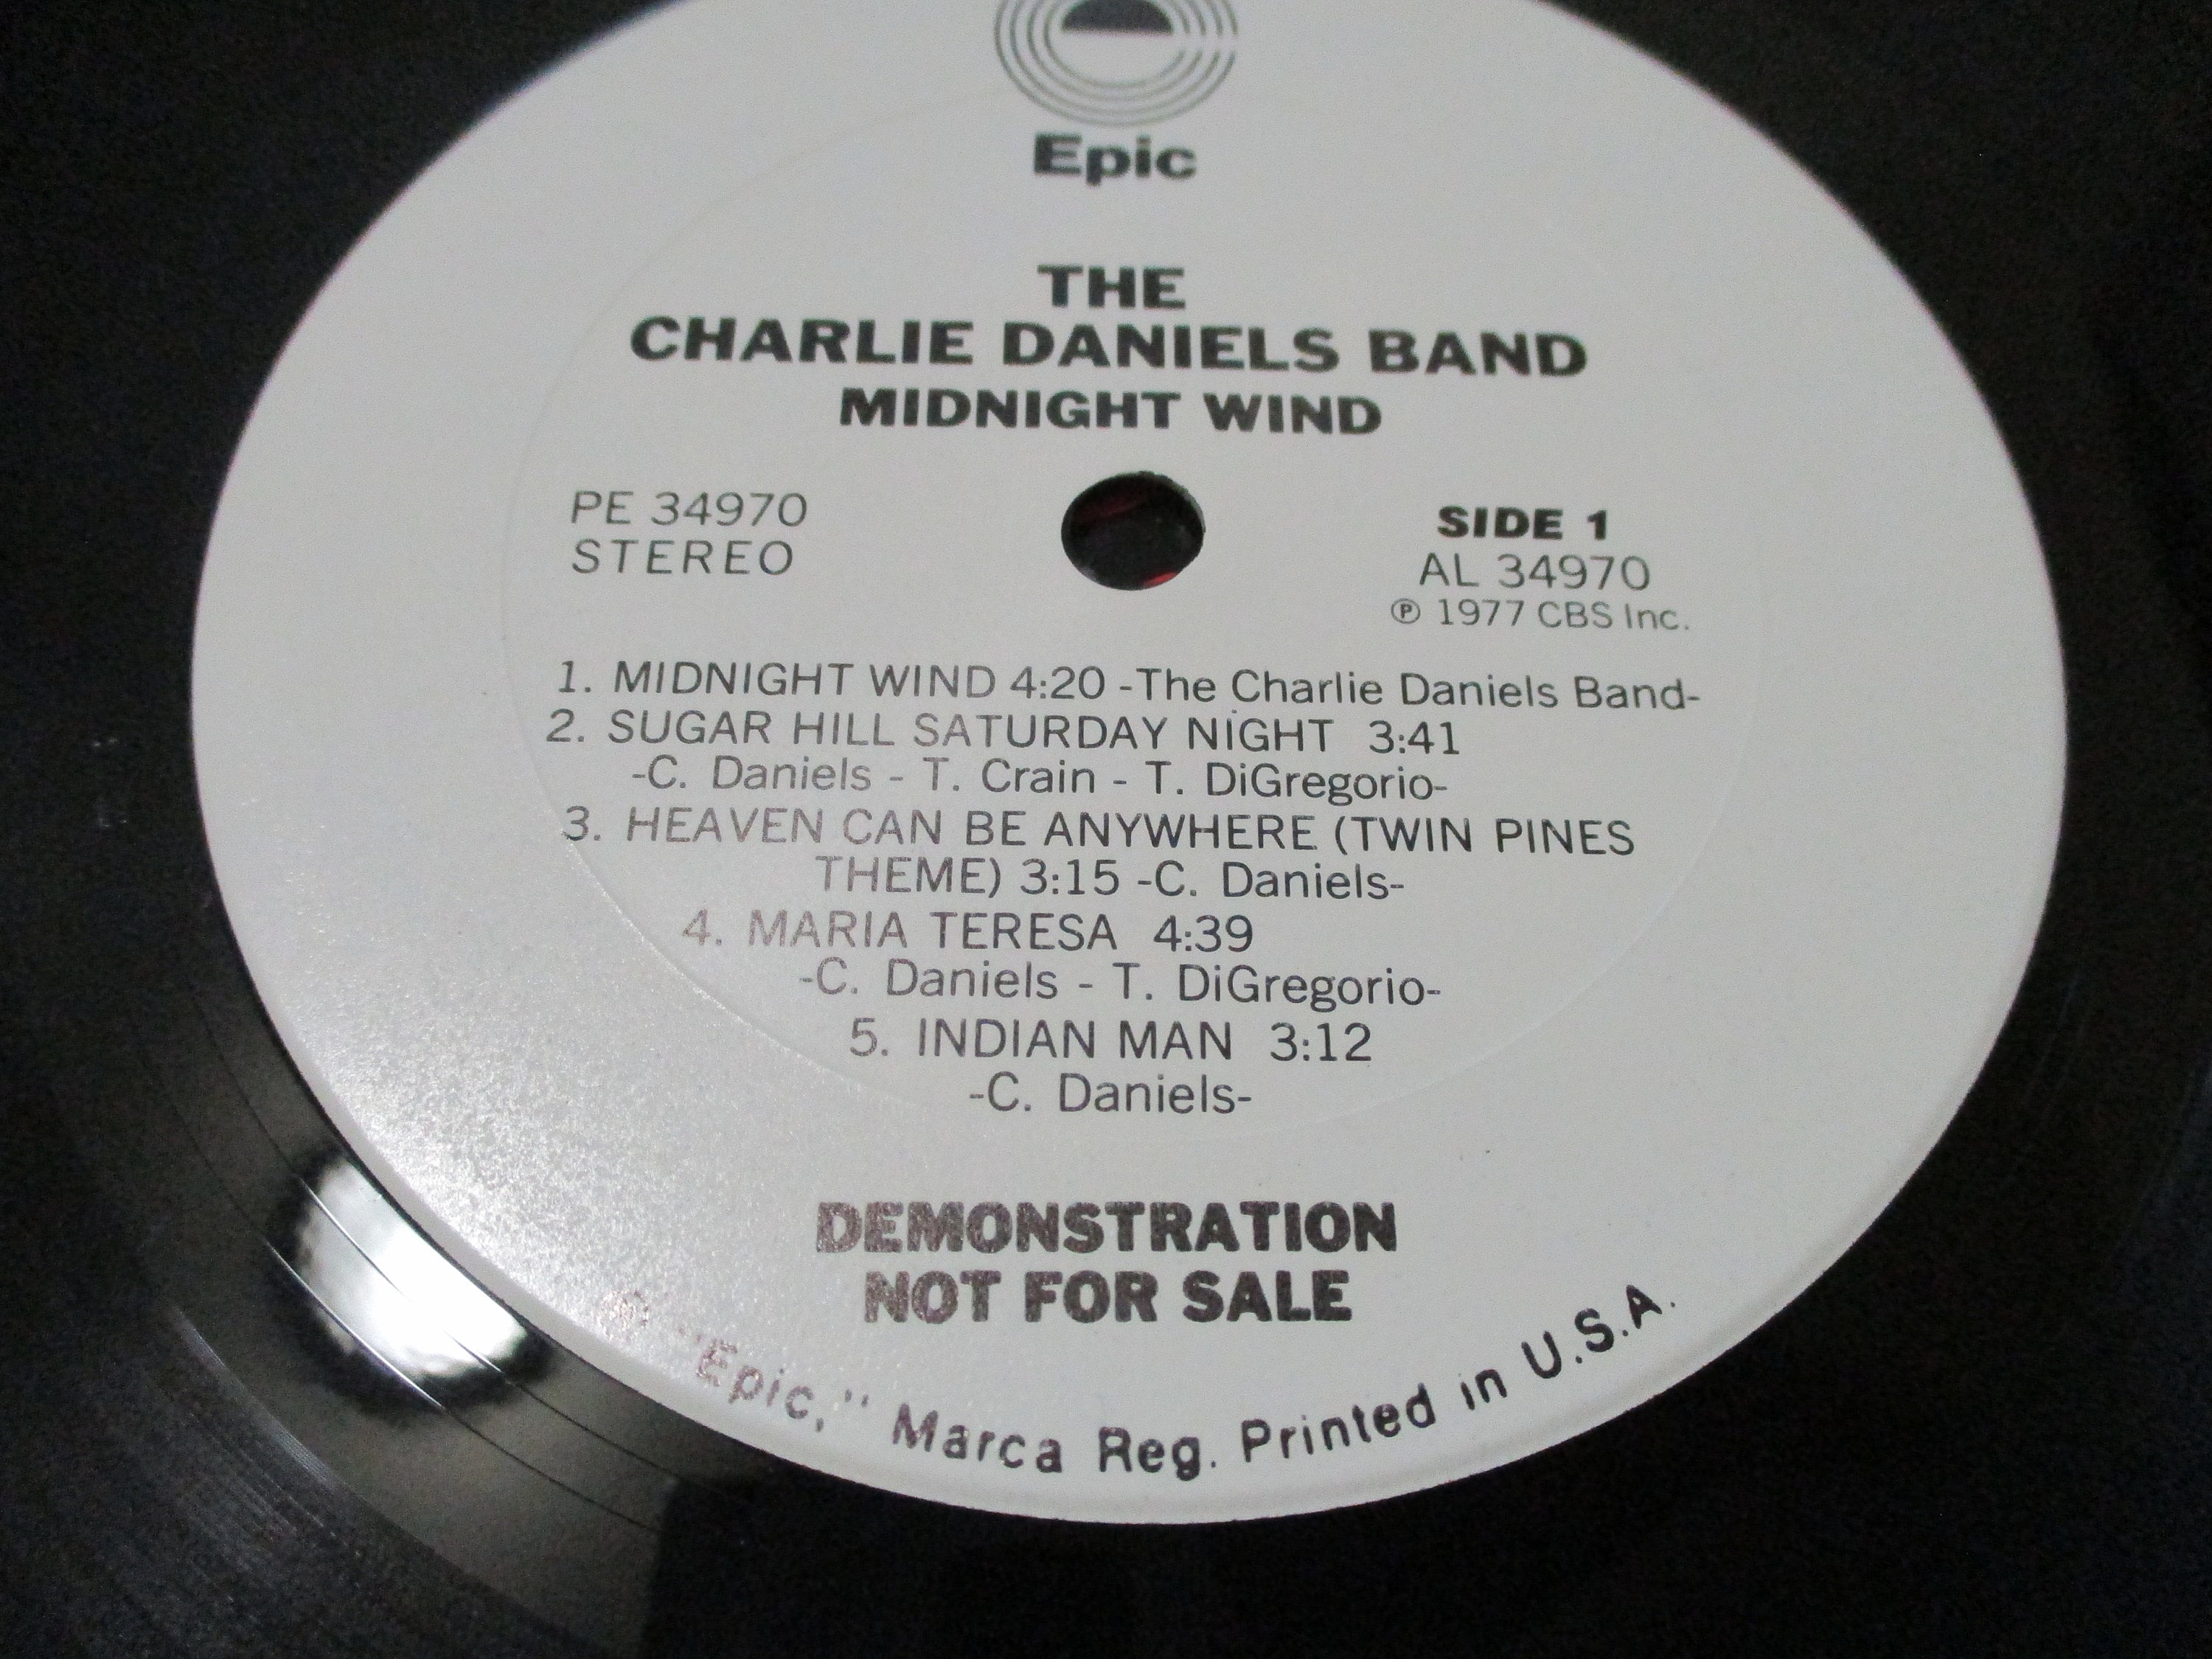 Epic
THE
CHARLIE DANIELS BAND
MIDNIGHT WIND
PE 34970
STEREO
SIDE 1
AL 34970
℗ 1977 CBS Inc.
1. MIDNIGHT WIND 4:20 -The Charlie Daniels Band-
2. SUGAR HILL SATURDAY NIGHT 3:41
-C. Daniels - T. Crain - T. DiGregorio-
3. HEAVEN CAN BE ANYWHERE (TWIN PINES
THEME) 3:15 -C. Daniels-
4. MARIA TERESA 4:39
-C. Daniels - T. DiGregorio-
5. INDIAN MAN 3:12
-C. Daniels-
DEMONSTRATION
NOT FOR SALE
"Epic," Marca Reg. Printed in U.S.A.